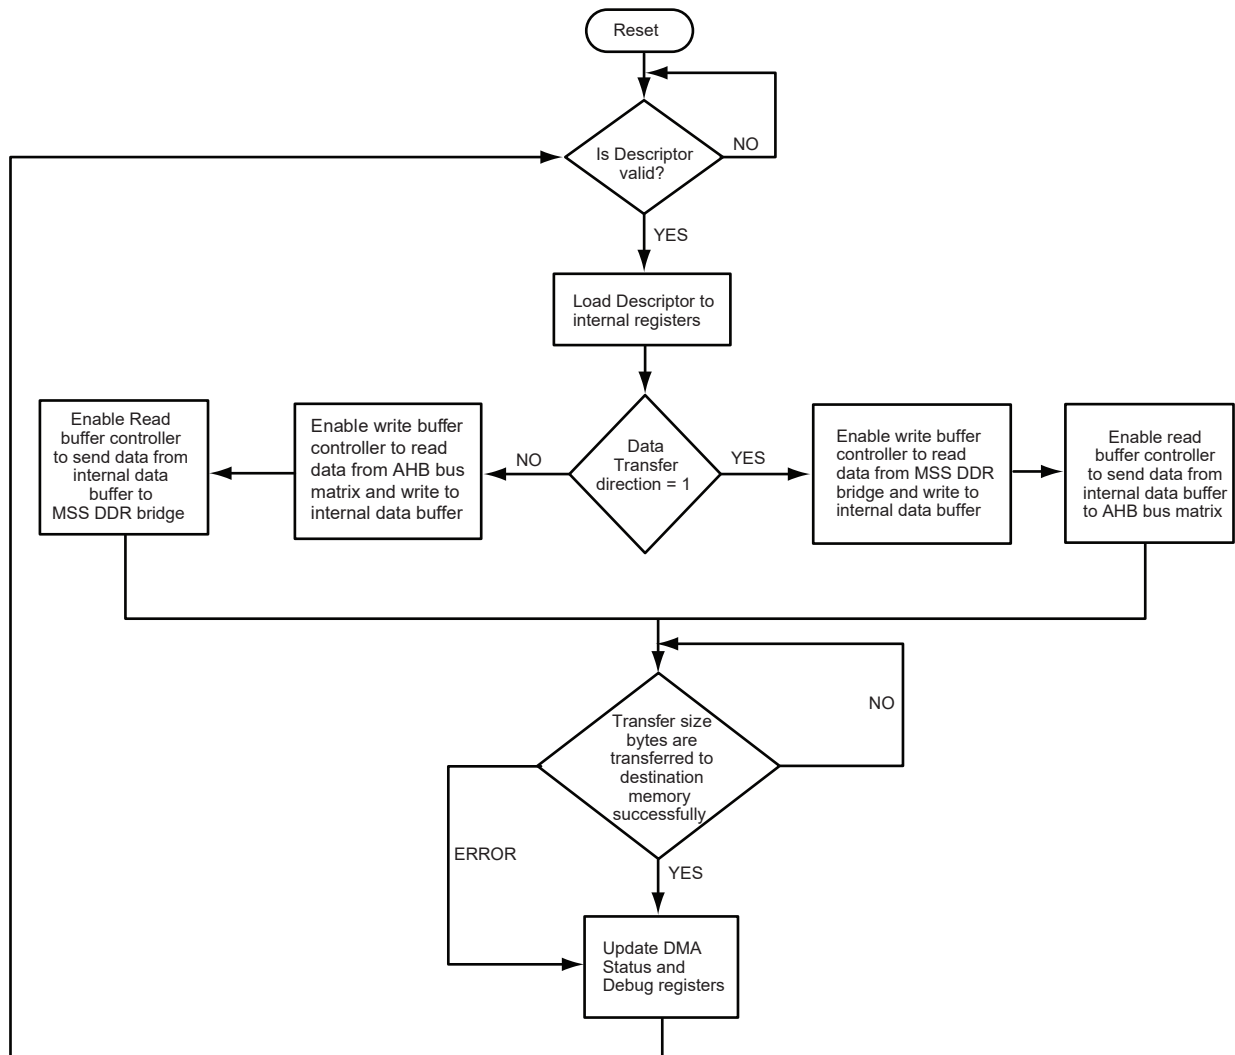 Reset
NO
Is Descriptor
valid?
YES
Load Descriptor to
internal registers
Enable Read
buffer controller
to send data from
internal data
buffer to
MSS DDR bridge
Enable write buffer
controller to read
data from AHB bus
matrix and write to
internal data buffer
NO
Data
Transfer
direction = 1
YES
Enable write buffer
controller to read
data from MSS DDR
bridge and write to
internal data buffer
Enable read
buffer controller
to send data from
internal data buffer
to AHB bus matrix
NO
Transfer size
bytes are
transferred to
destination
memory
successfully
ERROR
YES
Update DMA
Status and
Debug registers